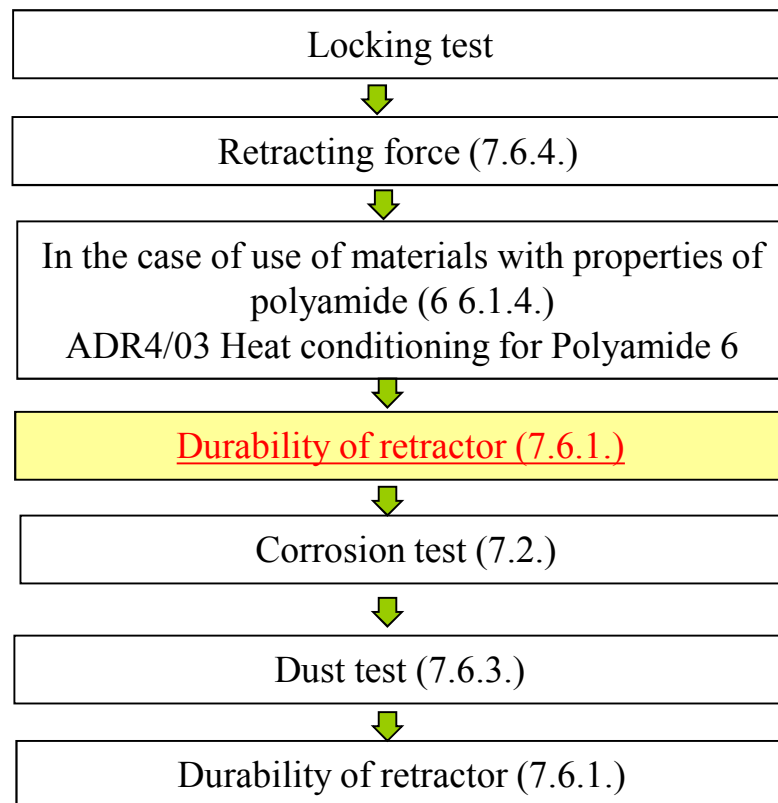 Locking test
Retracting force (7.6.4.)
In the case of use of materials with properties of
polyamide (6 6.1.4.)
ADR4/03 Heat conditioning for Polyamide 6
Durability of retractor (7.6.1.)
Corrosion test (7.2.)
Dust test (7.6.3.)
Durability of retractor (7.6.1.)